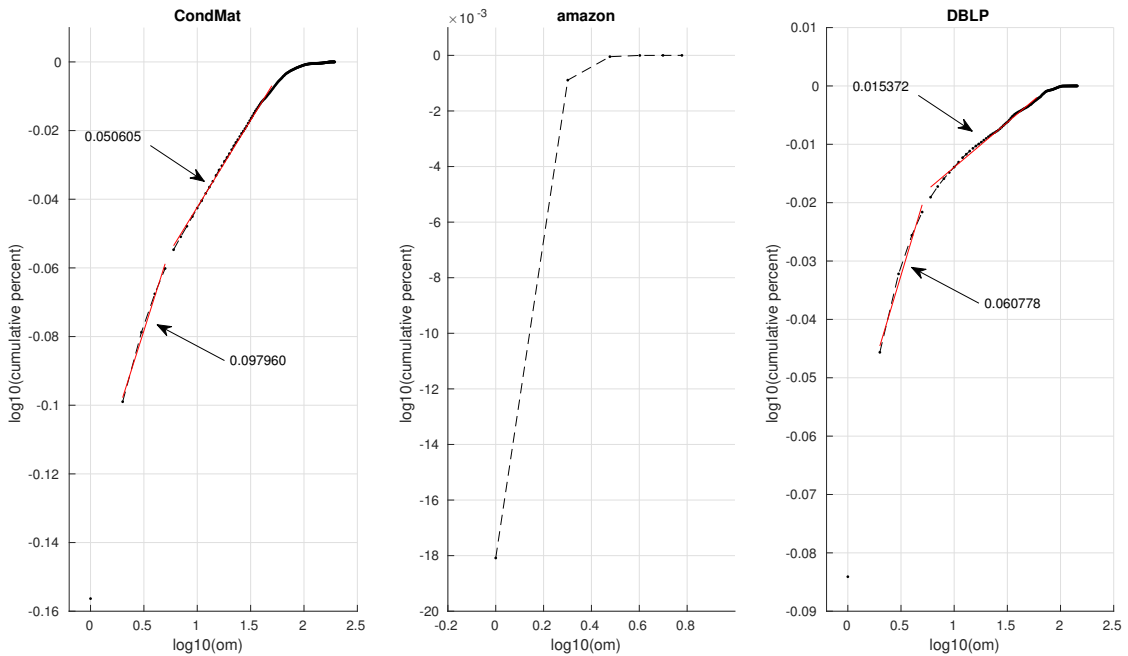 CondMat
0
-0.02
-0.04
-0.06
-0.08
-0.1
-0.12
-0.14
-0.16
log10(cumulative percent)
0.050605
0.097960
0 0.5 1 1.5 2 2.5
log10(om)
amazon
× 10 -3
0
-2
-4
-6
-8
-10
-12
-14
-16
-18
-20
log10(cumulative percent)
-0.2 0 0.2 0.4 0.6 0.8
log10(om)
DBLP
0.01
0
-0.01
-0.02
-0.03
-0.04
-0.05
-0.06
-0.07
-0.08
-0.09
log10(cumulative percent)
0.015372
0.060778
0 0.5 1 1.5 2 2.5
log10(om)